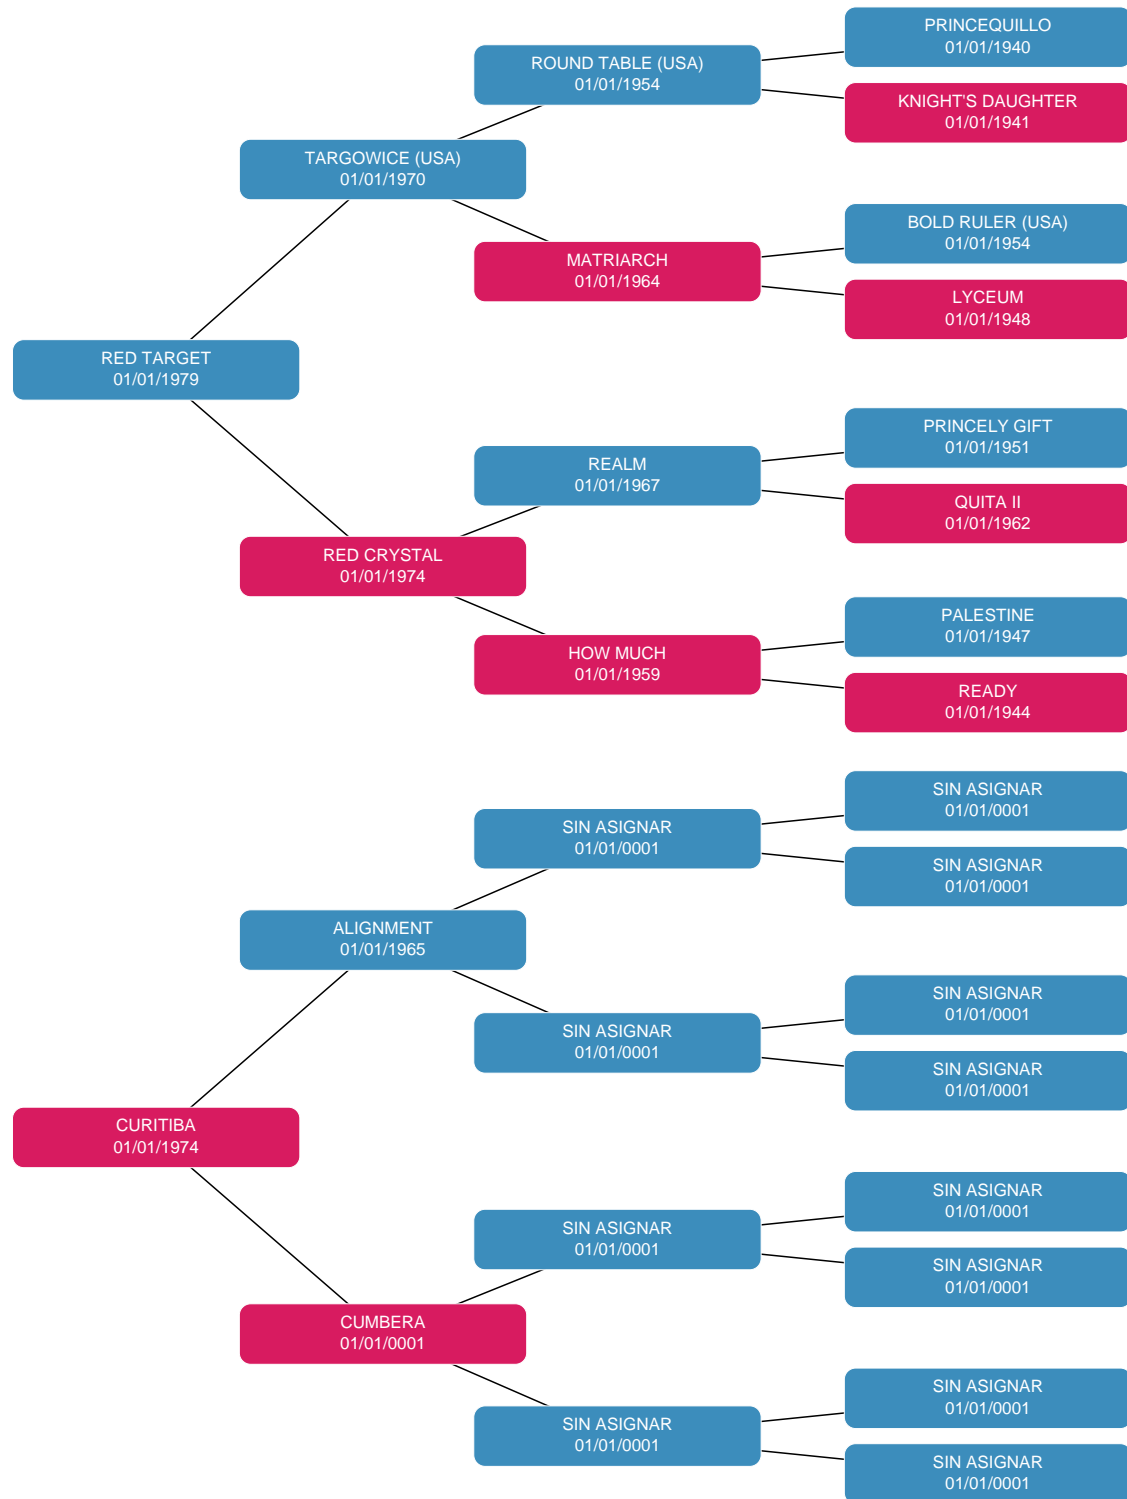 PRINCEQUILLO
01/01/1940
ROUND TABLE (USA)
01/01/1954
KNIGHT'S DAUGHTER
01/01/1941
TARGOWICE (USA)
01/01/1970
BOLD RULER (USA)
01/01/1954
MATRIARCH
01/01/1964
LYCEUM
01/01/1948
RED TARGET
01/01/1979
PRINCELY GIFT
01/01/1951
REALM
01/01/1967
QUITA II
01/01/1962
RED CRYSTAL
01/01/1974
PALESTINE
01/01/1947
HOW MUCH
01/01/1959
READY
01/01/1944
SIN ASIGNAR
01/01/0001
SIN ASIGNAR
01/01/0001
SIN ASIGNAR
01/01/0001
ALIGNMENT
01/01/1965
SIN ASIGNAR
01/01/0001
SIN ASIGNAR
01/01/0001
SIN ASIGNAR
01/01/0001
CURITIBA
01/01/1974
SIN ASIGNAR
01/01/0001
SIN ASIGNAR
01/01/0001
SIN ASIGNAR
01/01/0001
CUMBERA
01/01/0001
SIN ASIGNAR
01/01/0001
SIN ASIGNAR
01/01/0001
SIN ASIGNAR
01/01/0001